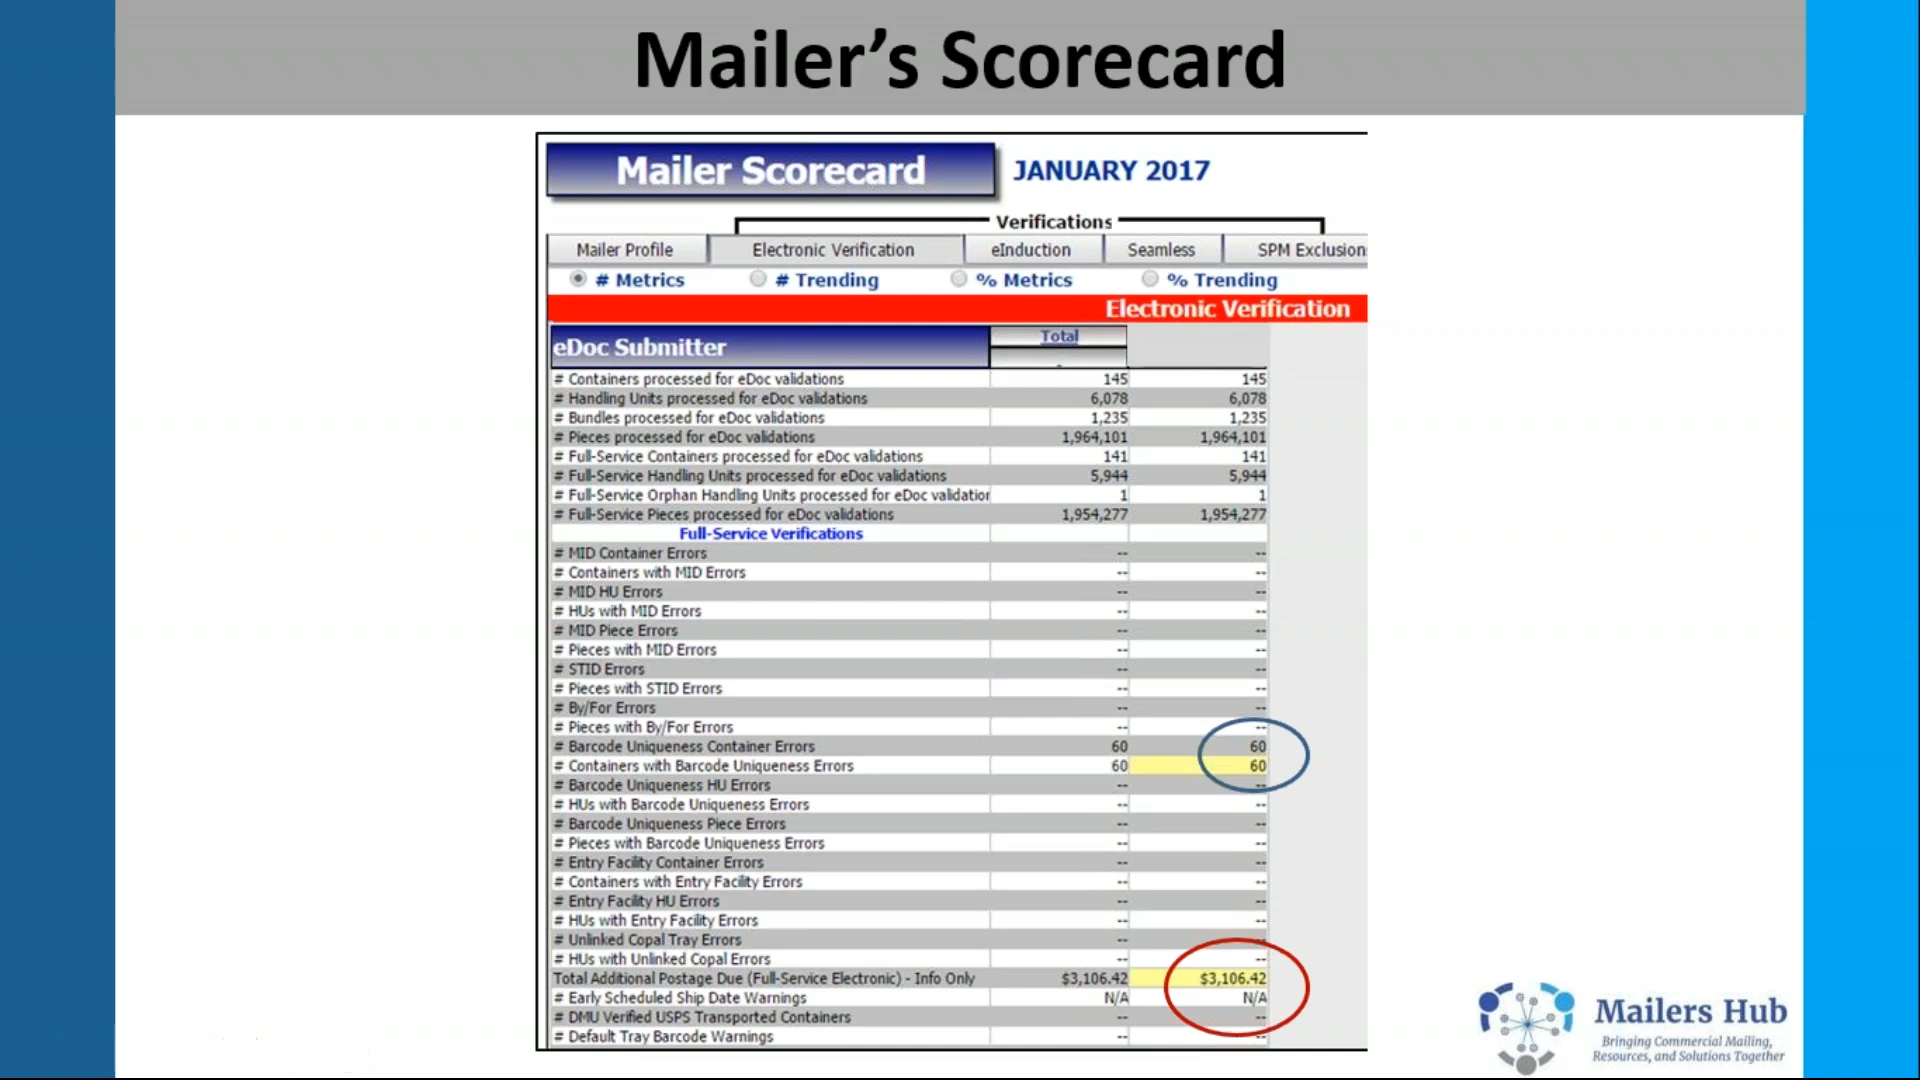 Mailer's Scorecard
Mailer Scorecard JANUARY 2017
Verifications
Mailer Profile Electronic Verification eInduction Seamless SPM Exclusion
# Metrics # Trending % Metrics % Trending
Electronic Verification
eDoc Submitter Total
# Containers processed for eDoc validations 145 145
# Handling Units processed for eDoc validations 6,078 6,078
# Bundles processed for eDoc validations 1,235 1,235
# Pieces processed for eDoc validations 1,964,101 1,964,101
# Full-Service Containers processed for eDoc validations 141 141
# Full-Service Handling Units processed for eDoc validations 5,944 5,944
# Full-Service Orphan Handling Units processed for eDoc validation 1 1
# Full-Service Pieces processed for eDoc validations 1,954,277 1,954,277
Full-Service Verifications
# MID Container Errors -- --
# Containers with MID Errors -- --
# MID HU Errors -- --
# HUs with MID Errors -- --
# MID Piece Errors -- --
# Pieces with MID Errors -- --
# STID Errors -- --
# Pieces with STID Errors -- --
# By/For Errors -- --
# Pieces with By/For Errors -- --
# Barcode Uniqueness Container Errors 60 60
# Containers with Barcode Uniqueness Errors 60 60
# Barcode Uniqueness HU Errors -- --
# HUs with Barcode Uniqueness Errors -- --
# Barcode Uniqueness Piece Errors -- --
# Pieces with Barcode Uniqueness Errors -- --
# Entry Facility Container Errors -- --
# Containers with Entry Facility Errors -- --
# Entry Facility HU Errors -- --
# HUs with Entry Facility Errors -- --
# Unlinked Copal Tray Errors -- --
# HUs with Unlinked Copal Errors -- --
Total Additional Postage Due (Full-Service Electronic) - Info Only $3,106.42 $3,106.42
# Early Scheduled Ship Date Warnings N/A N/A
# DMU Verified USPS Transported Containers -- --
# Default Tray Barcode Warnings -- --
Mailers Hub
Bringing Commercial Mailing,
Resources, and Solutions Together